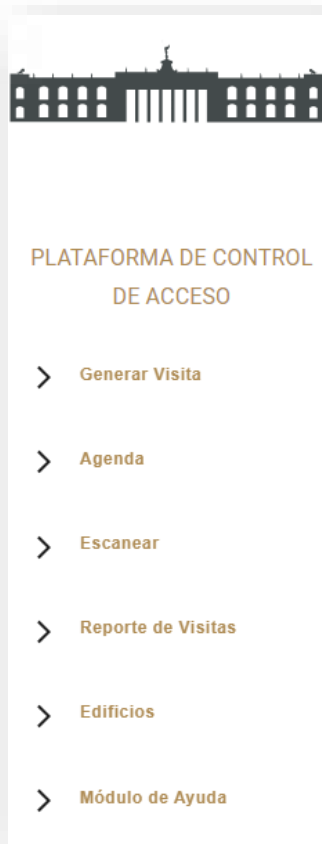 PLATAFORMA DE CONTROL
DE ACCESO
Generar Visita
Agenda
Escanear
Reporte de Visitas
Edificios
Módulo de Ayuda